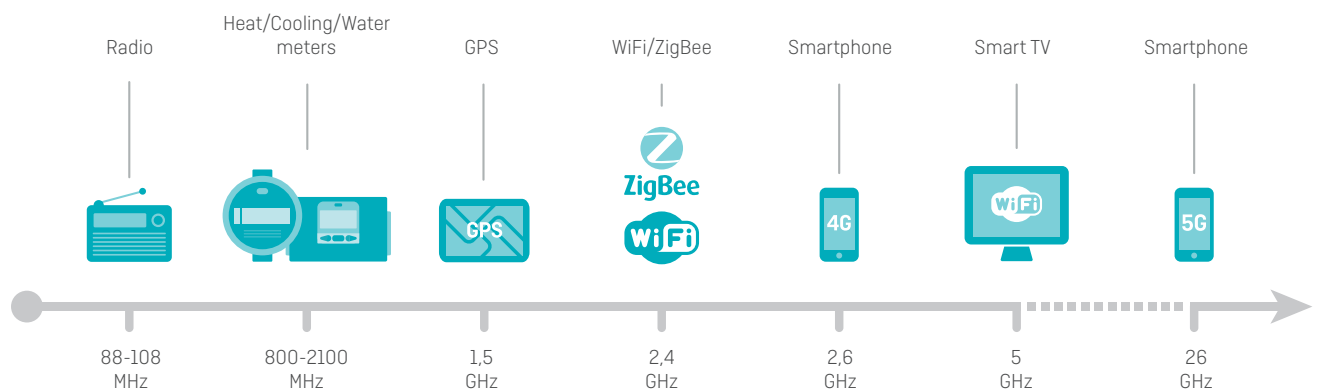 Radio
Heat/Cooling/Water
meters
GPS
WiFi/ZigBee
Smartphone
Smart TV
Smartphone
Z
ZigBee
WiFi
GPS
4G
WiFi
5G
88-108
MHz
800-2100
MHz
1,5
GHz
2,4
GHz
2,6
GHz
5
GHz
26
GHz